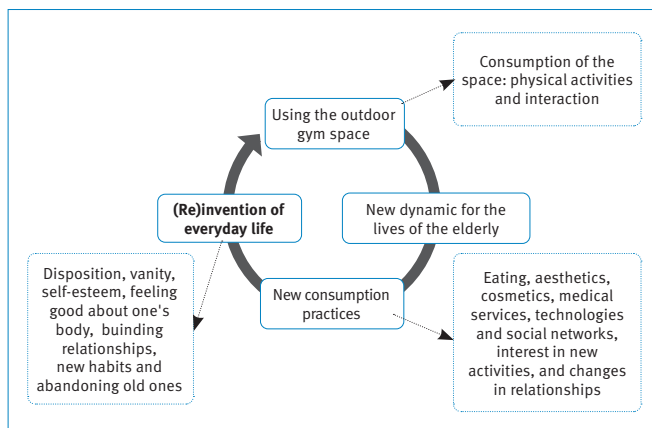 Consumption of the
space: physical activities
and interaction
Using the outdoor
gym space
(Re)invention of
everyday life
New dynamic for the
lives of the elderly
Disposition, vanity,
self-esteem, feeling
good about one's
body, buinding
relationships,
new habits and
abandoning old ones
New consumption
practices
Eating, aesthetics,
cosmetics, medical
services, technologies
and social networks,
interest in new
activities, and changes
in relationships